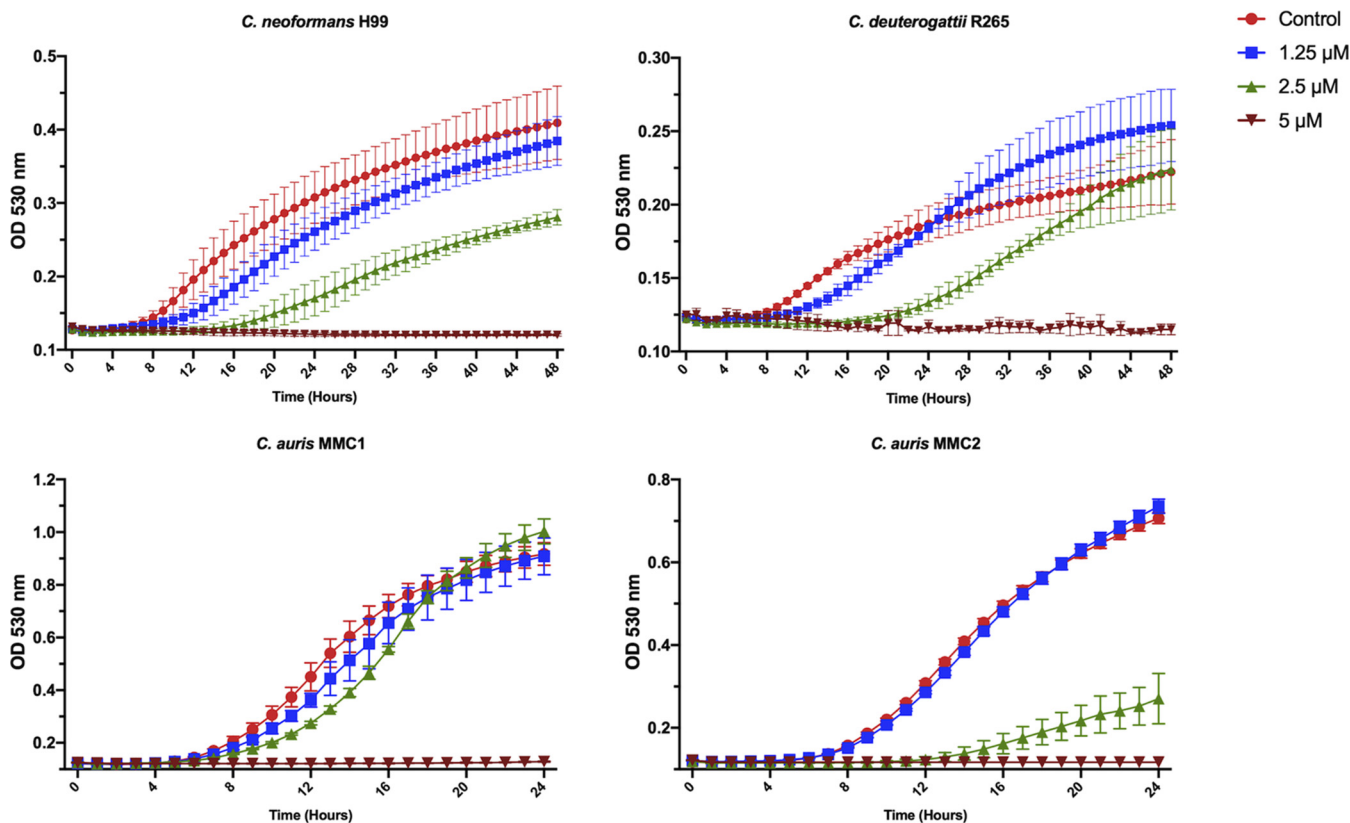 C. neoformans H99
C. deuterogattii R265
Control
1.25 µM
2.5 µM
5 µM
OD 530 nm
0.5
0.4
0.3
0.2
0.1
0 4 8 12 16 20 24 28 32 36 40 44 48
Time (Hours)
OD 530 nm
0.30
0.25
0.20
0.15
0.10
0 4 8 12 16 20 24 28 32 36 40 44 48
Time (Hours)
C. auris MMC1
C. auris MMC2
OD 530 nm
1.2
1.0
0.8
0.6
0.4
0.2
0 4 8 12 16 20 24
Time (Hours)
OD 530 nm
0.8
0.6
0.4
0.2
0 4 8 12 16 20 24
Time (Hours)